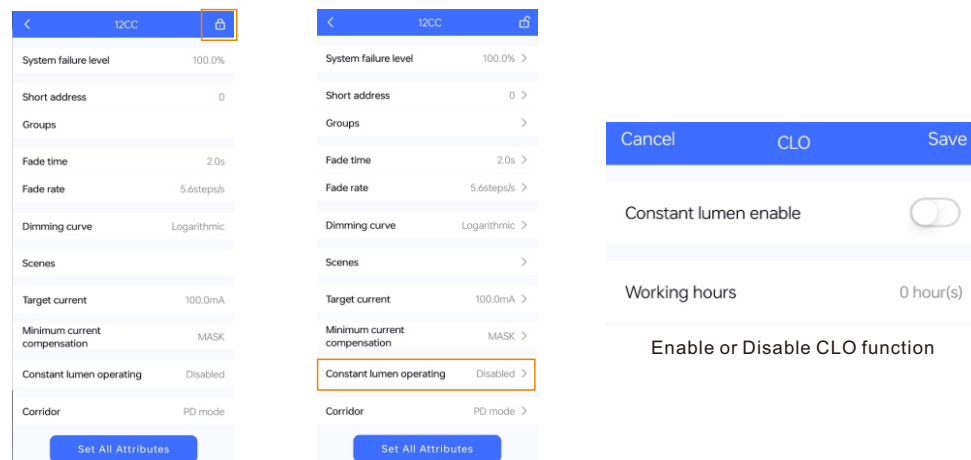 12CC
System failure level 100.0%
Short address 0
Groups
Fade time 2.0s
Fade rate 5.6steps/s
Dimming curve Logarithmic
Scenes
Target current 100.0mA
Minimum current
compensation MASK
Constant lumen operating Disabled
Corridor PD mode
Set All Attributes
12CC
System failure level 100.0% >
Short address 0 >
Groups >
Fade time 2.0s >
Fade rate 5.6steps/s >
Dimming curve Logarithmic >
Scenes >
Target current 100.0mA >
Minimum current
compensation MASK >
Constant lumen operating Disabled >
Corridor PD mode >
Set All Attributes
Cancel CLO Save
Constant lumen enable
Working hours 0 hour(s)
Enable or Disable CLO function